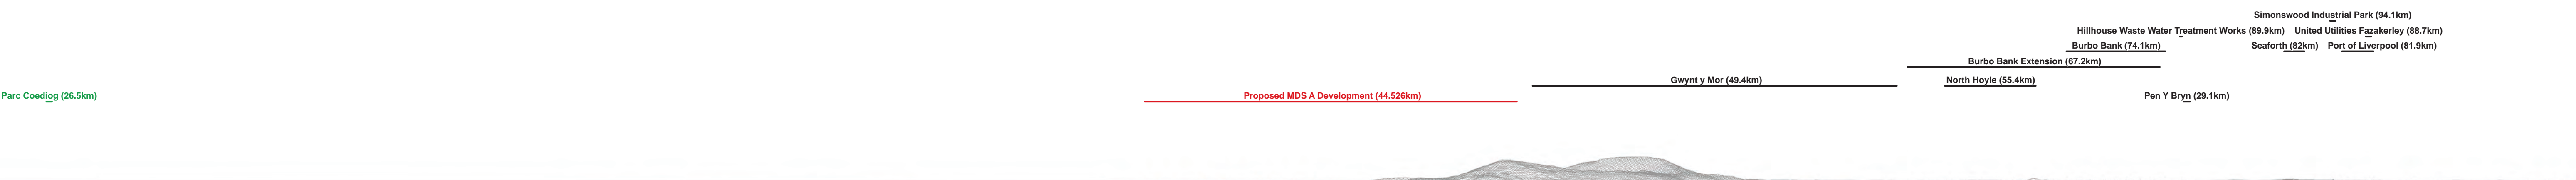 Simonswood Industrial Park (94.1km)
Hillhouse Waste Water Treatment Works (89.9km) United Utilities Fazakerley (88.7km)
Burbo Bank (74.1km) Seaforth (82km) Port of Liverpool (81.9km)
Burbo Bank Extension (67.2km)
Gwynt y Mor (49.4km) North Hoyle (55.4km)
Parc Coediog (26.5km) Proposed MDS A Development (44.526km) Pen Y Bryn (29.1km)